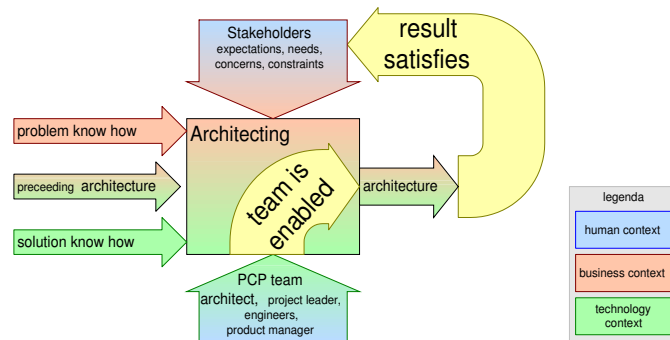 Stakeholders
expectations, needs,
concerns, constraints
result
satisfies
problem know how
Architecting
preceeding architecture
team is
enabled
architecture
solution know how
PCP team
architect, project leader,
engineers,
product manager
legenda
human context
business context
technology
context